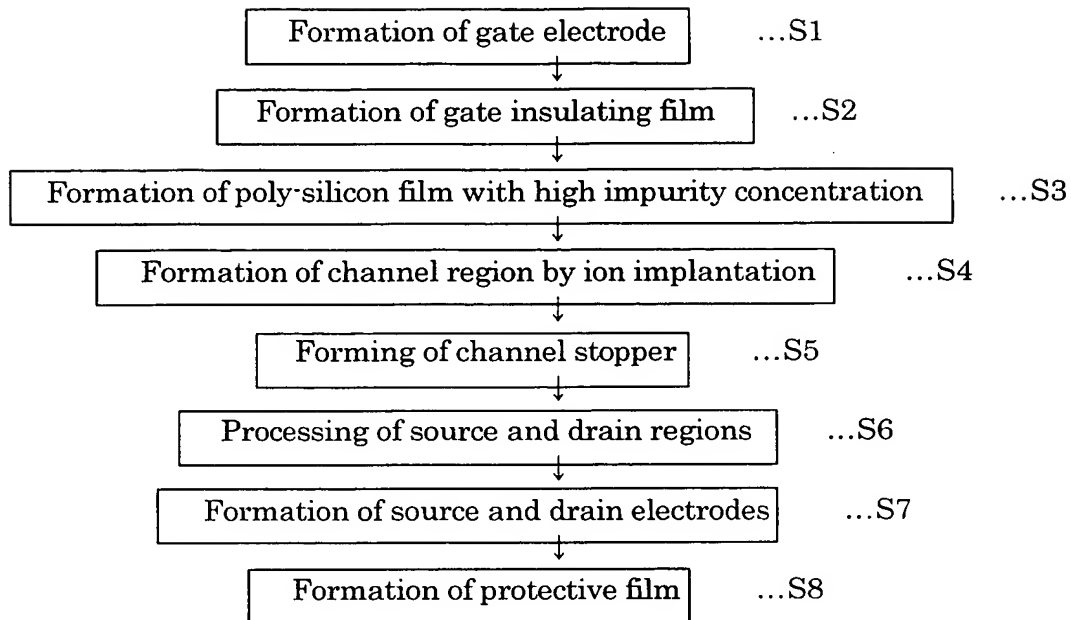 Formation of gate electrode ...S1
Formation of gate insulating film ...S2
Formation of poly-silicon film with high impurity concentration ...S3
Formation of channel region by ion implantation ...S4
Forming of channel stopper ...S5
Processing of source and drain regions ...S6
Formation of source and drain electrodes ...S7
Formation of protective film ...S8